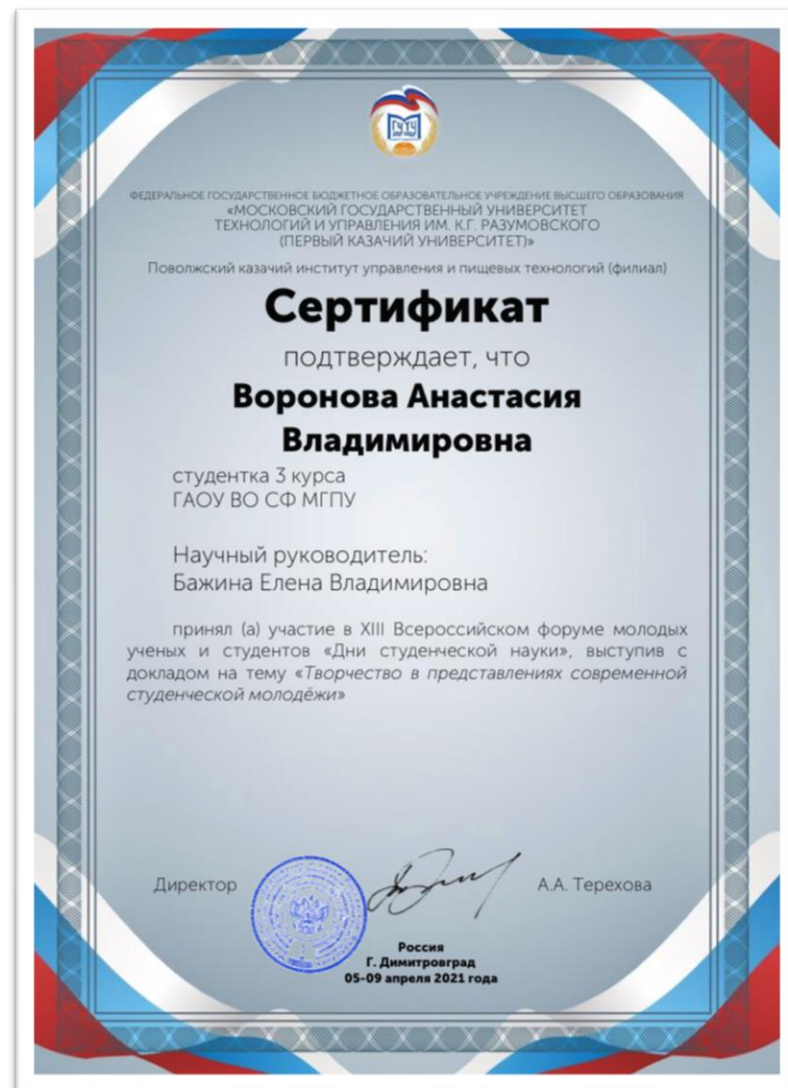 ГУТУ
ФЕДЕРАЛЬНОЕ ГОСУДАРСТВЕННОЕ БЮДЖЕТНОЕ ОБРАЗОВАТЕЛЬНОЕ УЧРЕЖДЕНИЕ ВЫСШЕГО ОБРАЗОВАНИЯ
«МОСКОВСКИЙ ГОСУДАРСТВЕННЫЙ УНИВЕРСИТЕТ
ТЕХНОЛОГИЙ И УПРАВЛЕНИЯ ИМ. К.Г. РАЗУМОВСКОГО
(ПЕРВЫЙ КАЗАЧИЙ УНИВЕРСИТЕТ)»
Поволжский казачий институт управления и пищевых технологий (филиал)
Сертификат
подтверждает, что
Воронова Анастасия
Владимировна
студентка 3 курса
ГАОУ ВО СФ МГПУ
Научный руководитель:
Бажина Елена Владимировна
принял (а) участие в XIII Всероссийском форуме молодых
ученых и студентов «Дни студенческой науки», выступив с
докладом на тему «Творчество в представлениях современной
студенческой молодёжи»
Директор
А.А. Терехова
Россия
Г. Димитровград
05-09 апреля 2021 года